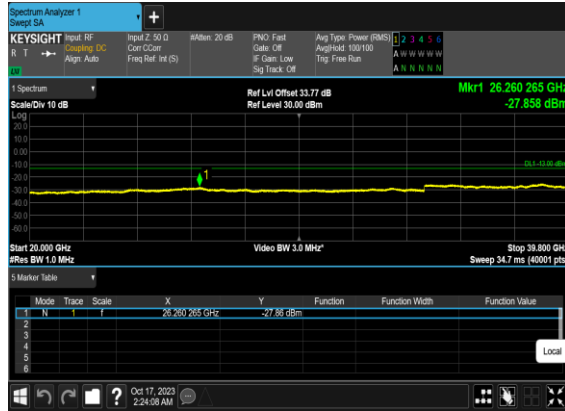 Spectrum Analyzer 1
Swept SA
+
KEYSIGHT Input: RF Input Z: 50 Ω #Atten: 20 dB PNO: Fast Avg Type: Power (RMS) 1 2 3 4 5 6
R T Coupling: DC Corr CCorr Gate: Off Avg|Hold: 100/100 A W W W W W
Align: Auto Freq Ref: Int (S) IF Gain: Low Trig: Free Run
Sig Track: Off A N N N N N
1 Spectrum Ref Lvl Offset 33.77 dB Mkr1 26.260 265 GHz
Scale/Div 10 dB Ref Level 30.00 dBm -27.858 dBm
Log
20.0
10.0
0.00
-10.0
DL1 -13.00 dBm
1
-20.0
-30.0
-40.0
-50.0
-60.0
Start 20.000 GHz Video BW 3.0 MHz* Stop 39.800 GHz
#Res BW 1.0 MHz Sweep 34.7 ms (40001 pts)
5 Marker Table
Mode Trace Scale X Y Function Function Width Function Value
1 N 1 f 26.260 265 GHz -27.86 dBm
2
3
4
5
6
Local
? Oct 17, 2023
2:24:08 AM